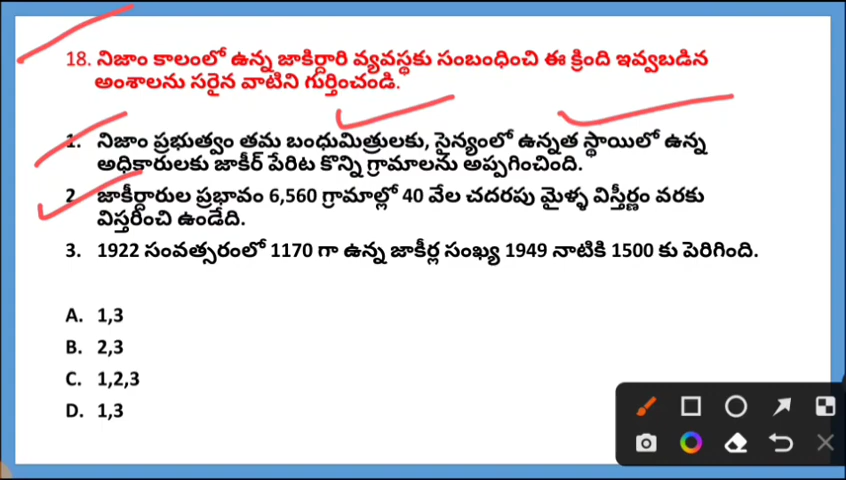 18. నిజాం కాలంలో ఉన్న జాకిర్దారి వ్యవస్థకు సంబంధించి ఈ క్రింది ఇవ్వబడిన
అంశాలను సరైన వాటిని గుర్తించండి.
1. నిజాం ప్రభుత్వం తమ బంధుమిత్రులకు, సైన్యంలో ఉన్నత స్థాయిలో ఉన్న
అధికారులకు జాకీర్ పేరిట కొన్ని గ్రామాలను అప్పగించింది.
2 జాకీర్దారుల ప్రభావం 6,560 గ్రామాల్లో 40 వేల చదరపు మైళ్ళ విస్తీర్ణం వరకు
విస్తరించి ఉండేది.
3. 1922 సంవత్సరంలో 1170 గా ఉన్న జాకీర్ల సంఖ్య 1949 నాటికి 1500 కు పెరిగింది.
A. 1,3
B. 2,3
C. 1,2,3
D. 1,3